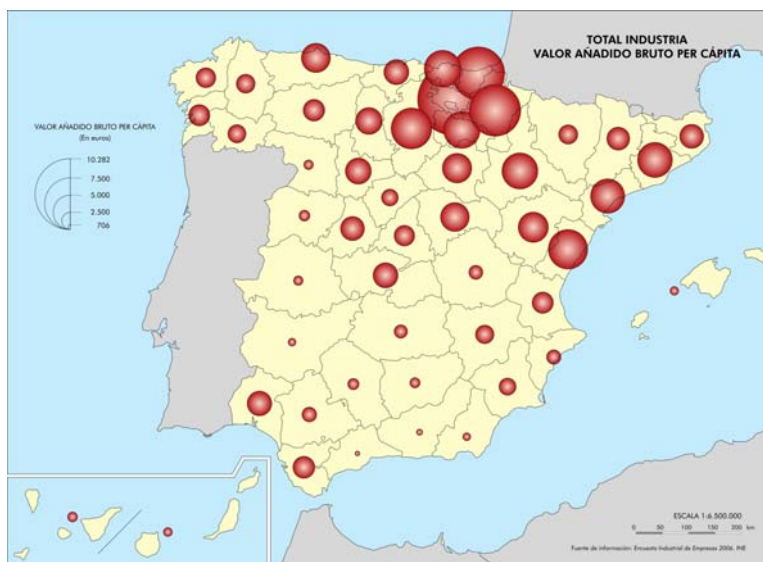 TOTAL INDUSTRIA
VALOR AÑADIDO BRUTO PER CÁPITA
VALOR AÑADIDO BRUTO PER CÁPITA
(En euros)
10.282
7.500
5.000
2.500
706
ESCALA 1:6.500.000
0 50 100 150 200 km
Fuente de información: Encuesta Industrial de Empresas 2006. INE